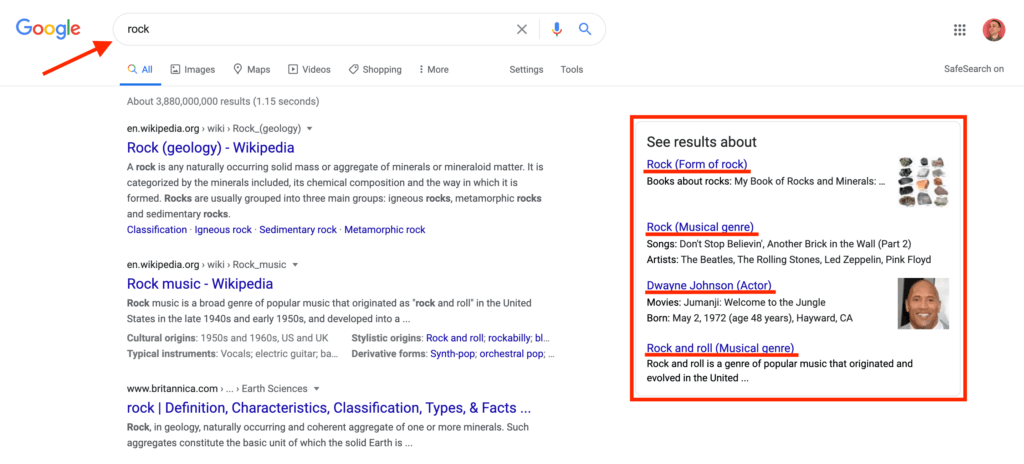 Google
rock
All Images Maps Videos Shopping More Settings Tools
SafeSearch on
About 3,880,000,000 results (1.15 seconds)
en.wikipedia.org › wiki › Rock_(geology)
Rock (geology) - Wikipedia
A rock is any naturally occurring solid mass or aggregate of minerals or mineraloid matter. It is
categorized by the minerals included, its chemical composition and the way in which it is
formed. Rocks are usually grouped into three main groups: igneous rocks, metamorphic rocks
and sedimentary rocks.
Classification · Igneous rock · Sedimentary rock · Metamorphic rock
en.wikipedia.org › wiki › Rock_music
Rock music - Wikipedia
Rock music is a broad genre of popular music that originated as "rock and roll" in the United
States in the late 1940s and early 1950s, and developed into a ...
Cultural origins: 1950s and 1960s, US and UK Stylistic origins: Rock and roll; rockabilly; bl...
Typical instruments: Vocals; electric guitar; ba... Derivative forms: Synth-pop; orchestral pop; ...
www.britannica.com › ... › Earth Sciences
rock | Definition, Characteristics, Classification, Types, & Facts ...
Rock, in geology, naturally occurring and coherent aggregate of one or more minerals. Such
aggregates constitute the basic unit of which the solid Earth is ...
See results about
Rock (Form of rock)
Books about rocks: My Book of Rocks and Minerals: ...
Rock (Musical genre)
Songs: Don't Stop Believin', Another Brick in the Wall (Part 2)
Artists: The Beatles, The Rolling Stones, Led Zeppelin, Pink Floyd
Dwayne Johnson (Actor)
Movies: Jumanji: Welcome to the Jungle
Born: May 2, 1972 (age 48 years), Hayward, CA
Rock and roll (Musical genre)
Rock and roll is a genre of popular music that originated and
evolved in the United ...